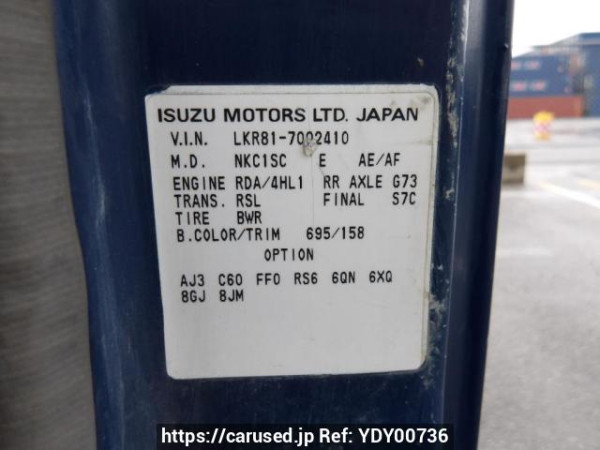 ISUZU MOTORS LTD. JAPAN
V.I.N. LKR81-7002410
M.D. NKC1SC E AE/AF
ENGINE RDA/4HL1 RR AXLE G73
TRANS. RSL FINAL S7C
TIRE BWR
B.COLOR/TRIM 695/158
OPTION
AJ3 C60 FF0 RS6 6QN 6XQ
8GJ 8JM
https://carused.jp Ref: YDY00736